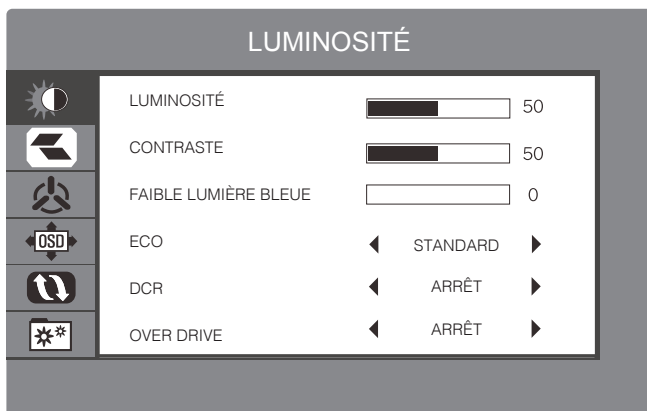 LUMINOSITÉ
LUMINOSITÉ 50
CONTRASTE 50
FAIBLE LUMIÈRE BLEUE 0
ECO STANDARD
OSD
DCR ARRÊT
OVER DRIVE ARRÊT